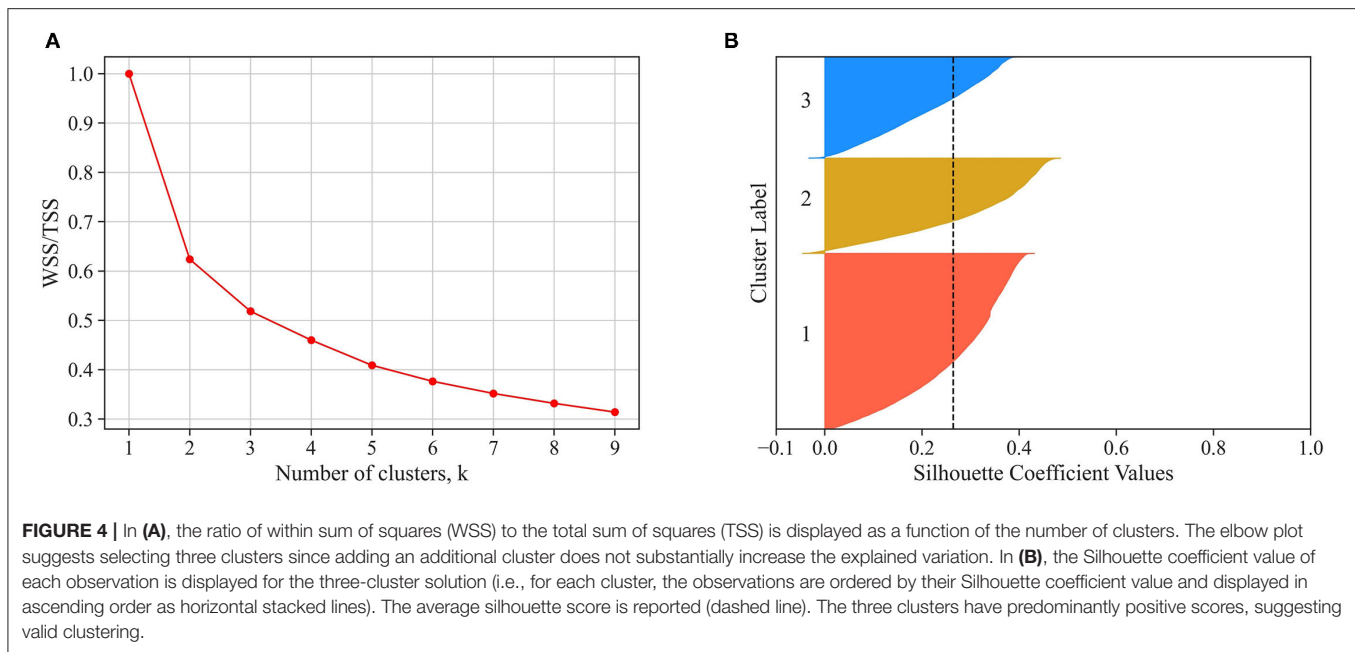 A
1.0
0.9
0.8
0.7
0.6
0.5
0.4
0.3
WSS/TSS
1 2 3 4 5 6 7 8 9
Number of clusters, k
B
3
2
1
Cluster Label
−0.1 0.0 0.2 0.4 0.6 0.8 1.0
Silhouette Coefficient Values
FIGURE 4 | In (A), the ratio of within sum of squares (WSS) to the total sum of squares (TSS) is displayed as a function of the number of clusters. The elbow plot
suggests selecting three clusters since adding an additional cluster does not substantially increase the explained variation. In (B), the Silhouette coefficient value of
each observation is displayed for the three-cluster solution (i.e., for each cluster, the observations are ordered by their Silhouette coefficient value and displayed in
ascending order as horizontal stacked lines). The average silhouette score is reported (dashed line). The three clusters have predominantly positive scores, suggesting
valid clustering.